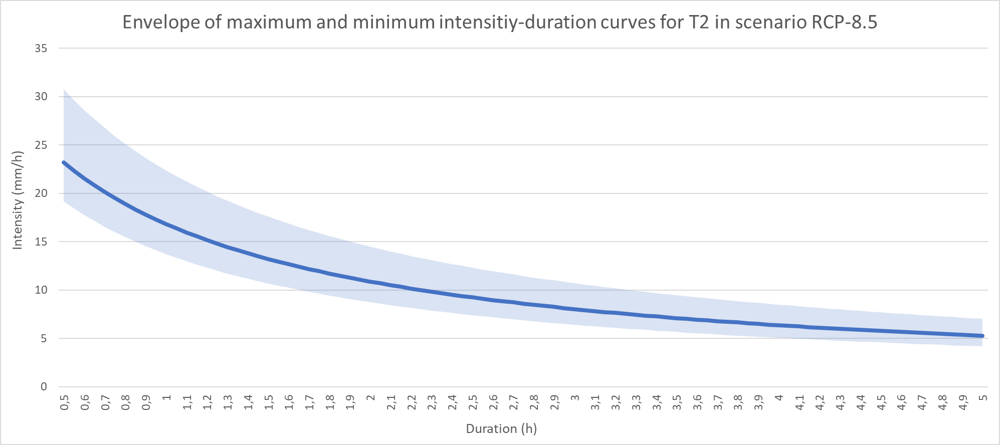 Envelope of maximum and minimum intensitiy-duration curves for T2 in scenario RCP-8.5
35
30
25
20
15
10
5
0
Intensity (mm/h)
0,5 0,6 0,7 0,8 0,9 1 1,1 1,2 1,3 1,4 1,5 1,6 1,7 1,8 1,9 2 2,1 2,2 2,3 2,4 2,5 2,6 2,7 2,8 2,9 3 3,1 3,2 3,3 3,4 3,5 3,6 3,7 3,8 3,9 4 4,1 4,2 4,3 4,4 4,5 4,6 4,7 4,8 4,9 5
Duration (h)